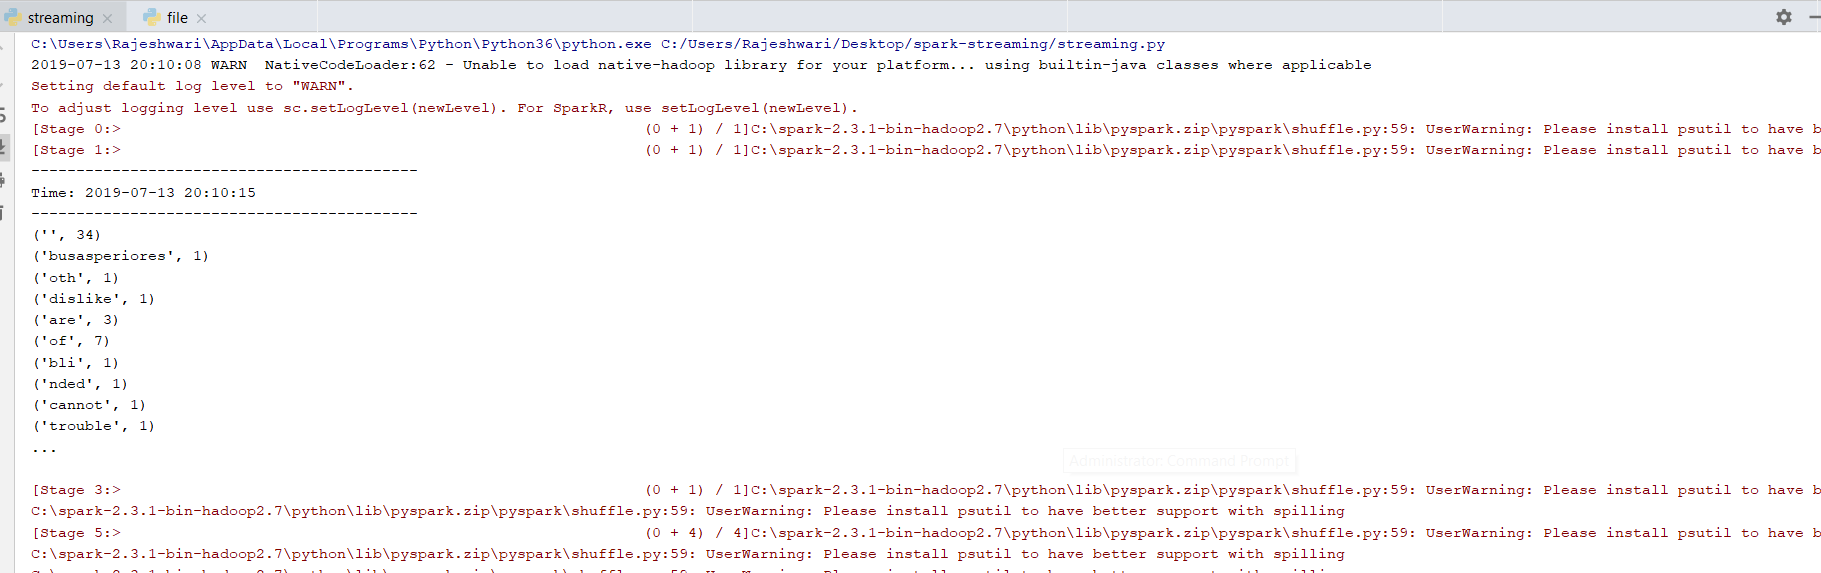 streaming × file ×
C:\Users\Rajeshwari\AppData\Local\Programs\Python\Python36\python.exe C:/Users/Rajeshwari/Desktop/spark-streaming/streaming.py
2019-07-13 20:10:08 WARN  NativeCodeLoader:62 - Unable to load native-hadoop library for your platform... using builtin-java classes where applicable
Setting default log level to "WARN".
To adjust logging level use sc.setLogLevel(newLevel). For SparkR, use setLogLevel(newLevel).
[Stage 0:> (0 + 1) / 1]C:\spark-2.3.1-bin-hadoop2.7\python\lib\pyspark.zip\pyspark\shuffle.py:59: UserWarning: Please install psutil to have b
[Stage 1:> (0 + 1) / 1]C:\spark-2.3.1-bin-hadoop2.7\python\lib\pyspark.zip\pyspark\shuffle.py:59: UserWarning: Please install psutil to have b
-------------------------------------------
Time: 2019-07-13 20:10:15
-------------------------------------------
('', 34)
('busasperiores', 1)
('oth', 1)
('dislike', 1)
('are', 3)
('of', 7)
('bli', 1)
('nded', 1)
('cannot', 1)
('trouble', 1)
...
Administrator: Command Prompt
[Stage 3:> (0 + 1) / 1]C:\spark-2.3.1-bin-hadoop2.7\python\lib\pyspark.zip\pyspark\shuffle.py:59: UserWarning: Please install psutil to have b
C:\spark-2.3.1-bin-hadoop2.7\python\lib\pyspark.zip\pyspark\shuffle.py:59: UserWarning: Please install psutil to have better support with spilling
[Stage 5:> (0 + 4) / 4]C:\spark-2.3.1-bin-hadoop2.7\python\lib\pyspark.zip\pyspark\shuffle.py:59: UserWarning: Please install psutil to have b
C:\spark-2.3.1-bin-hadoop2.7\python\lib\pyspark.zip\pyspark\shuffle.py:59: UserWarning: Please install psutil to have better support with spilling